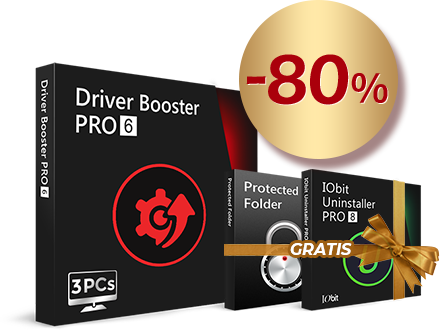 -80%
Driver Booster
PRO 6
Driver Booster PRO 6
3PCs
Protected
Folder
Protected Folder
IObit
Uninstaller
PRO 8
IObit Uninstaller PRO
GRATIS
IObit